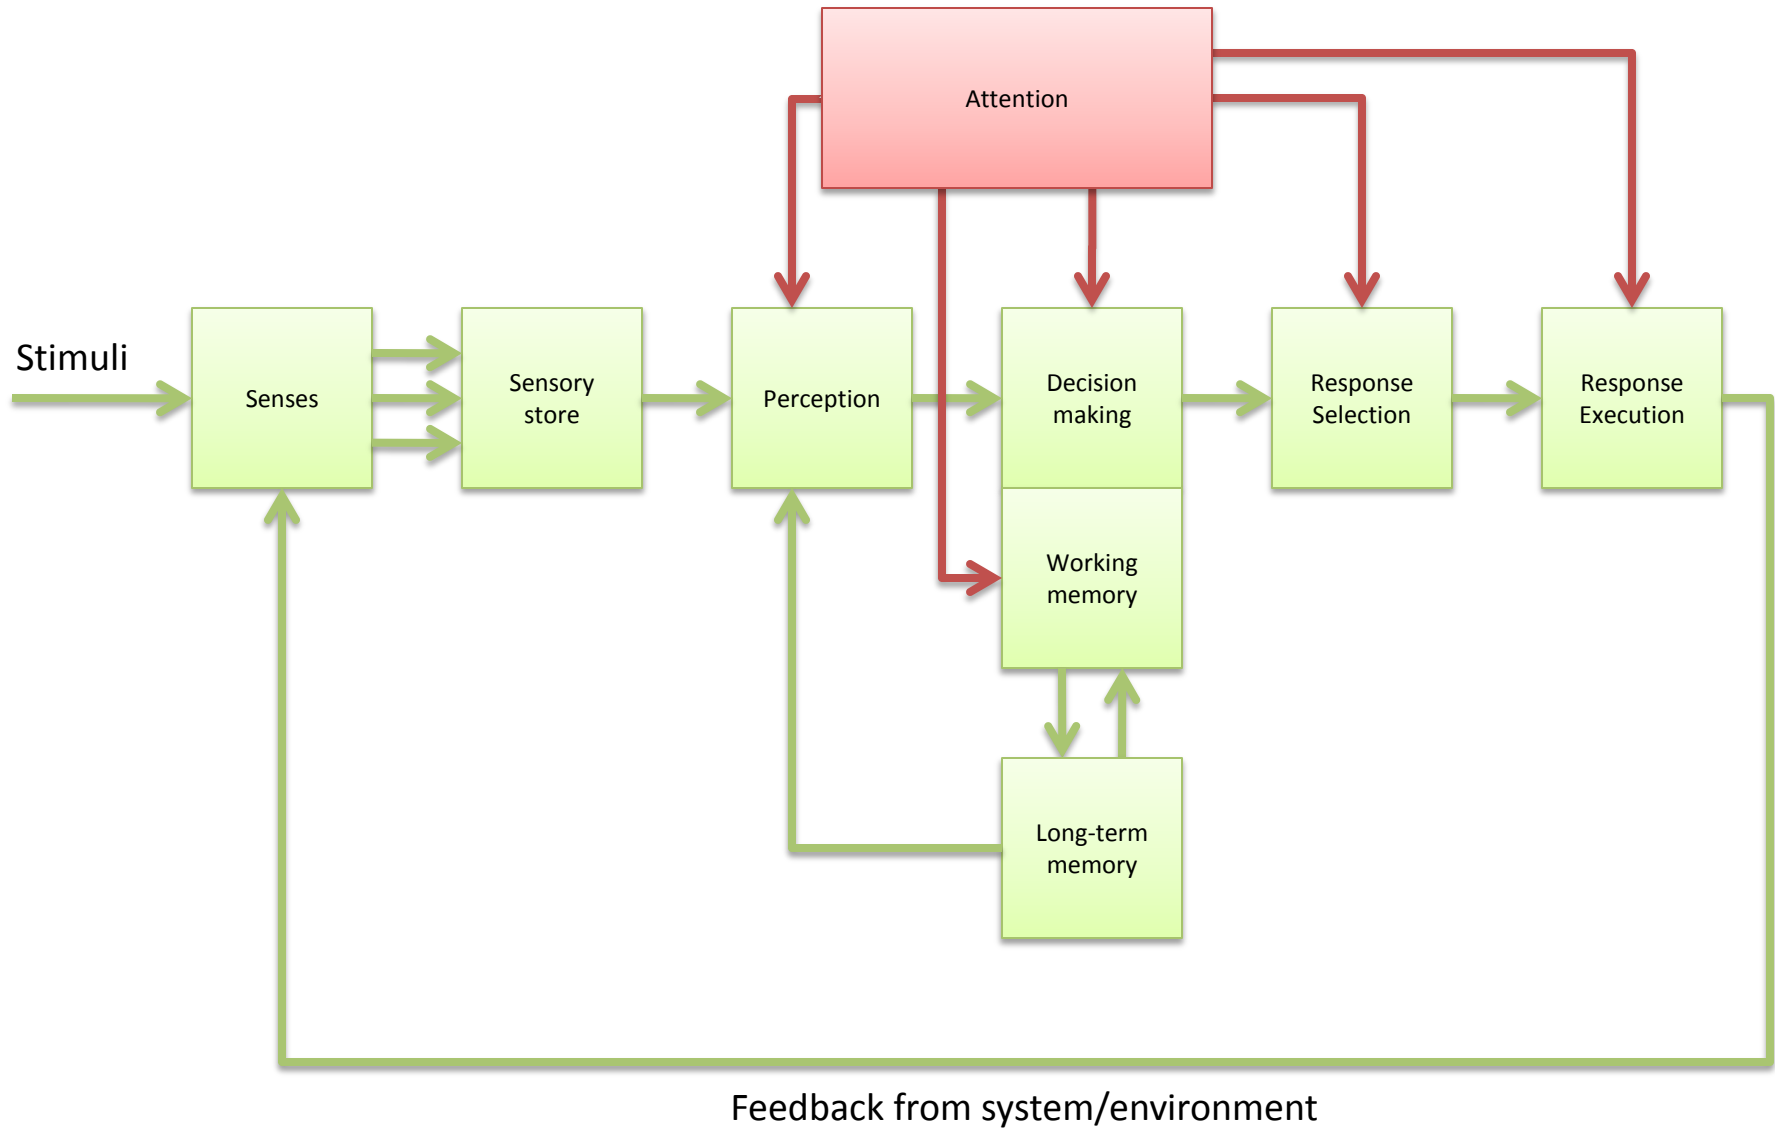 Attention
Stimuli
Senses
Sensory
store
Perception
Decision
making
Response
Selection
Response
Execution
Working
memory
Long-term
memory
Feedback from system/environment